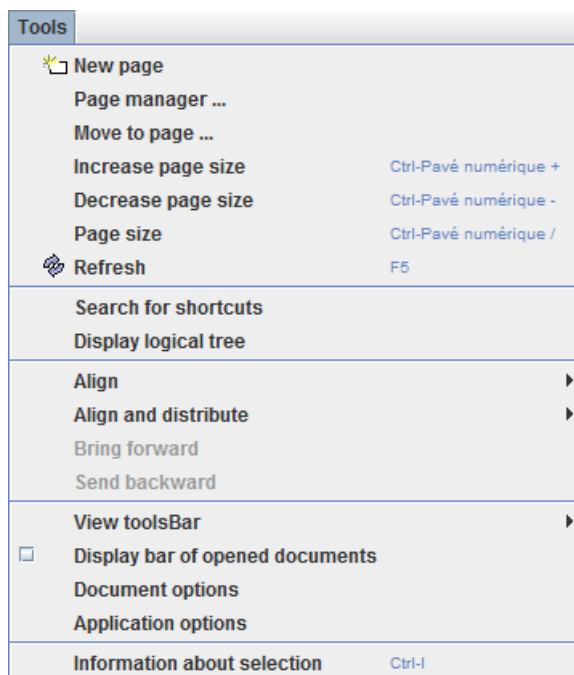 Tools
New page
Page manager ...
Move to page ...
Increase page size Ctrl-Pavé numérique +
Decrease page size Ctrl-Pavé numérique -
Page size Ctrl-Pavé numérique /
Refresh F5
Search for shortcuts
Display logical tree
Align
Align and distribute
Bring forward
Send backward
View toolsBar
Display bar of opened documents
Document options
Application options
Information about selection Ctrl-I